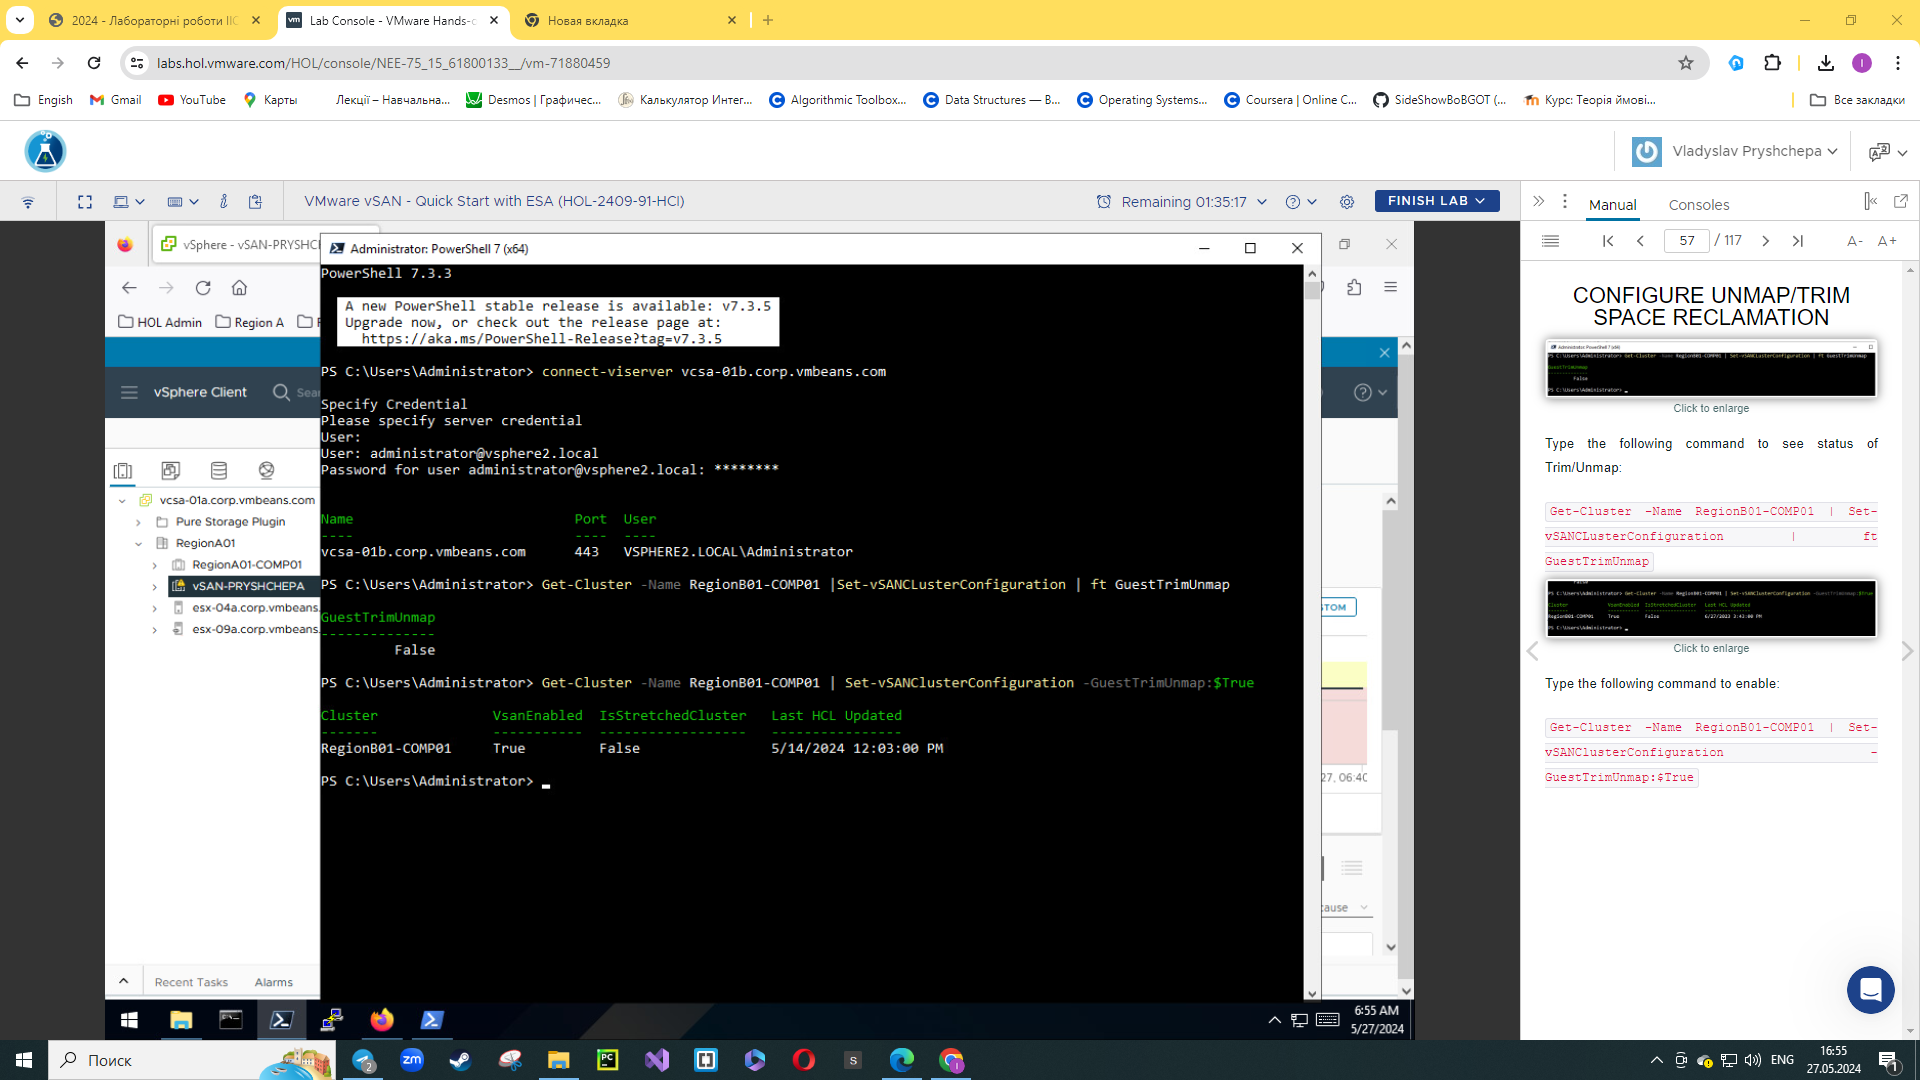 2024 - Лабораторні роботи ІІС
Lab Console - VMware Hands-o
Новая вкладка
labs.hol.vmware.com/HOL/console/NEE-75_15_61800133__/vm-71880459
Engish
Gmail
YouTube
Карты
Лекції – Навчальна...
Desmos | Графичес...
Калькулятор Интег...
Algorithmic Toolbox...
Data Structures — B...
Operating Systems...
Coursera | Online C...
SideShowBoBGOT (...
Курс: Теорія ймові...
Все закладки
Vladyslav Pryshchepa
VMware vSAN - Quick Start with ESA (HOL-2409-91-HCI)
Remaining 01:35:17
FINISH LAB
Manual
Consoles
57 / 117
A-
A+
vSphere - vSAN-PRYSHCH
HOL Admin
Region A
vSphere Client
vcsa-01a.corp.vmbeans.com
Pure Storage Plugin
RegionA01
RegionA01-COMP01
vSAN-PRYSHCHEPA
esx-04a.corp.vmbeans.
esx-09a.corp.vmbeans.
Recent Tasks
Alarms
Administrator: PowerShell 7 (x64)
PowerShell 7.3.3
A new PowerShell stable release is available: v7.3.5
Upgrade now, or check out the release page at:
https://aka.ms/PowerShell-Release?tag=v7.3.5
PS C:\Users\Administrator> connect-viserver vcsa-01b.corp.vmbeans.com
Specify Credential
Please specify server credential
User:
User: administrator@vsphere2.local
Password for user administrator@vsphere2.local: ********
Name Port User
---- ---- ----
vcsa-01b.corp.vmbeans.com 443 VSPHERE2.LOCAL\Administrator
PS C:\Users\Administrator> Get-Cluster -Name RegionB01-COMP01 |Set-vSANCLusterConfiguration | ft GuestTrimUnmap
GuestTrimUnmap
--------------
False
PS C:\Users\Administrator> Get-Cluster -Name RegionB01-COMP01 | Set-vSANClusterConfiguration -GuestTrimUnmap:$True
Cluster VsanEnabled IsStretchedCluster Last HCL Updated
------- ----------- ------------------ ----------------
RegionB01-COMP01 True False 5/14/2024 12:03:00 PM
PS C:\Users\Administrator>
STOM
27, 06:40
cause
6:55 AM
5/27/2024
CONFIGURE UNMAP/TRIM
SPACE RECLAMATION
Click to enlarge
Type the following command to see status of
Trim/Unmap:
Get-Cluster -Name RegionB01-COMP01 | Set-
vSANCLusterConfiguration | ft
GuestTrimUnmap
Click to enlarge
Type the following command to enable:
Get-Cluster -Name RegionB01-COMP01 | Set-
vSANClusterConfiguration -
GuestTrimUnmap:$True
Поиск
ENG
16:55
27.05.2024